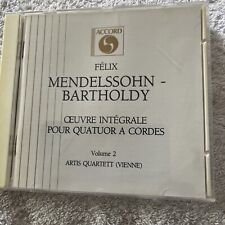 ACCORD
FÉLIX
MENDELSSOHN -
BARTHOLDY
ŒUVRE INTÉGRALE
POUR QUATUOR A CORDES
Volume 2
ARTIS QUARTETT (VIENNE)